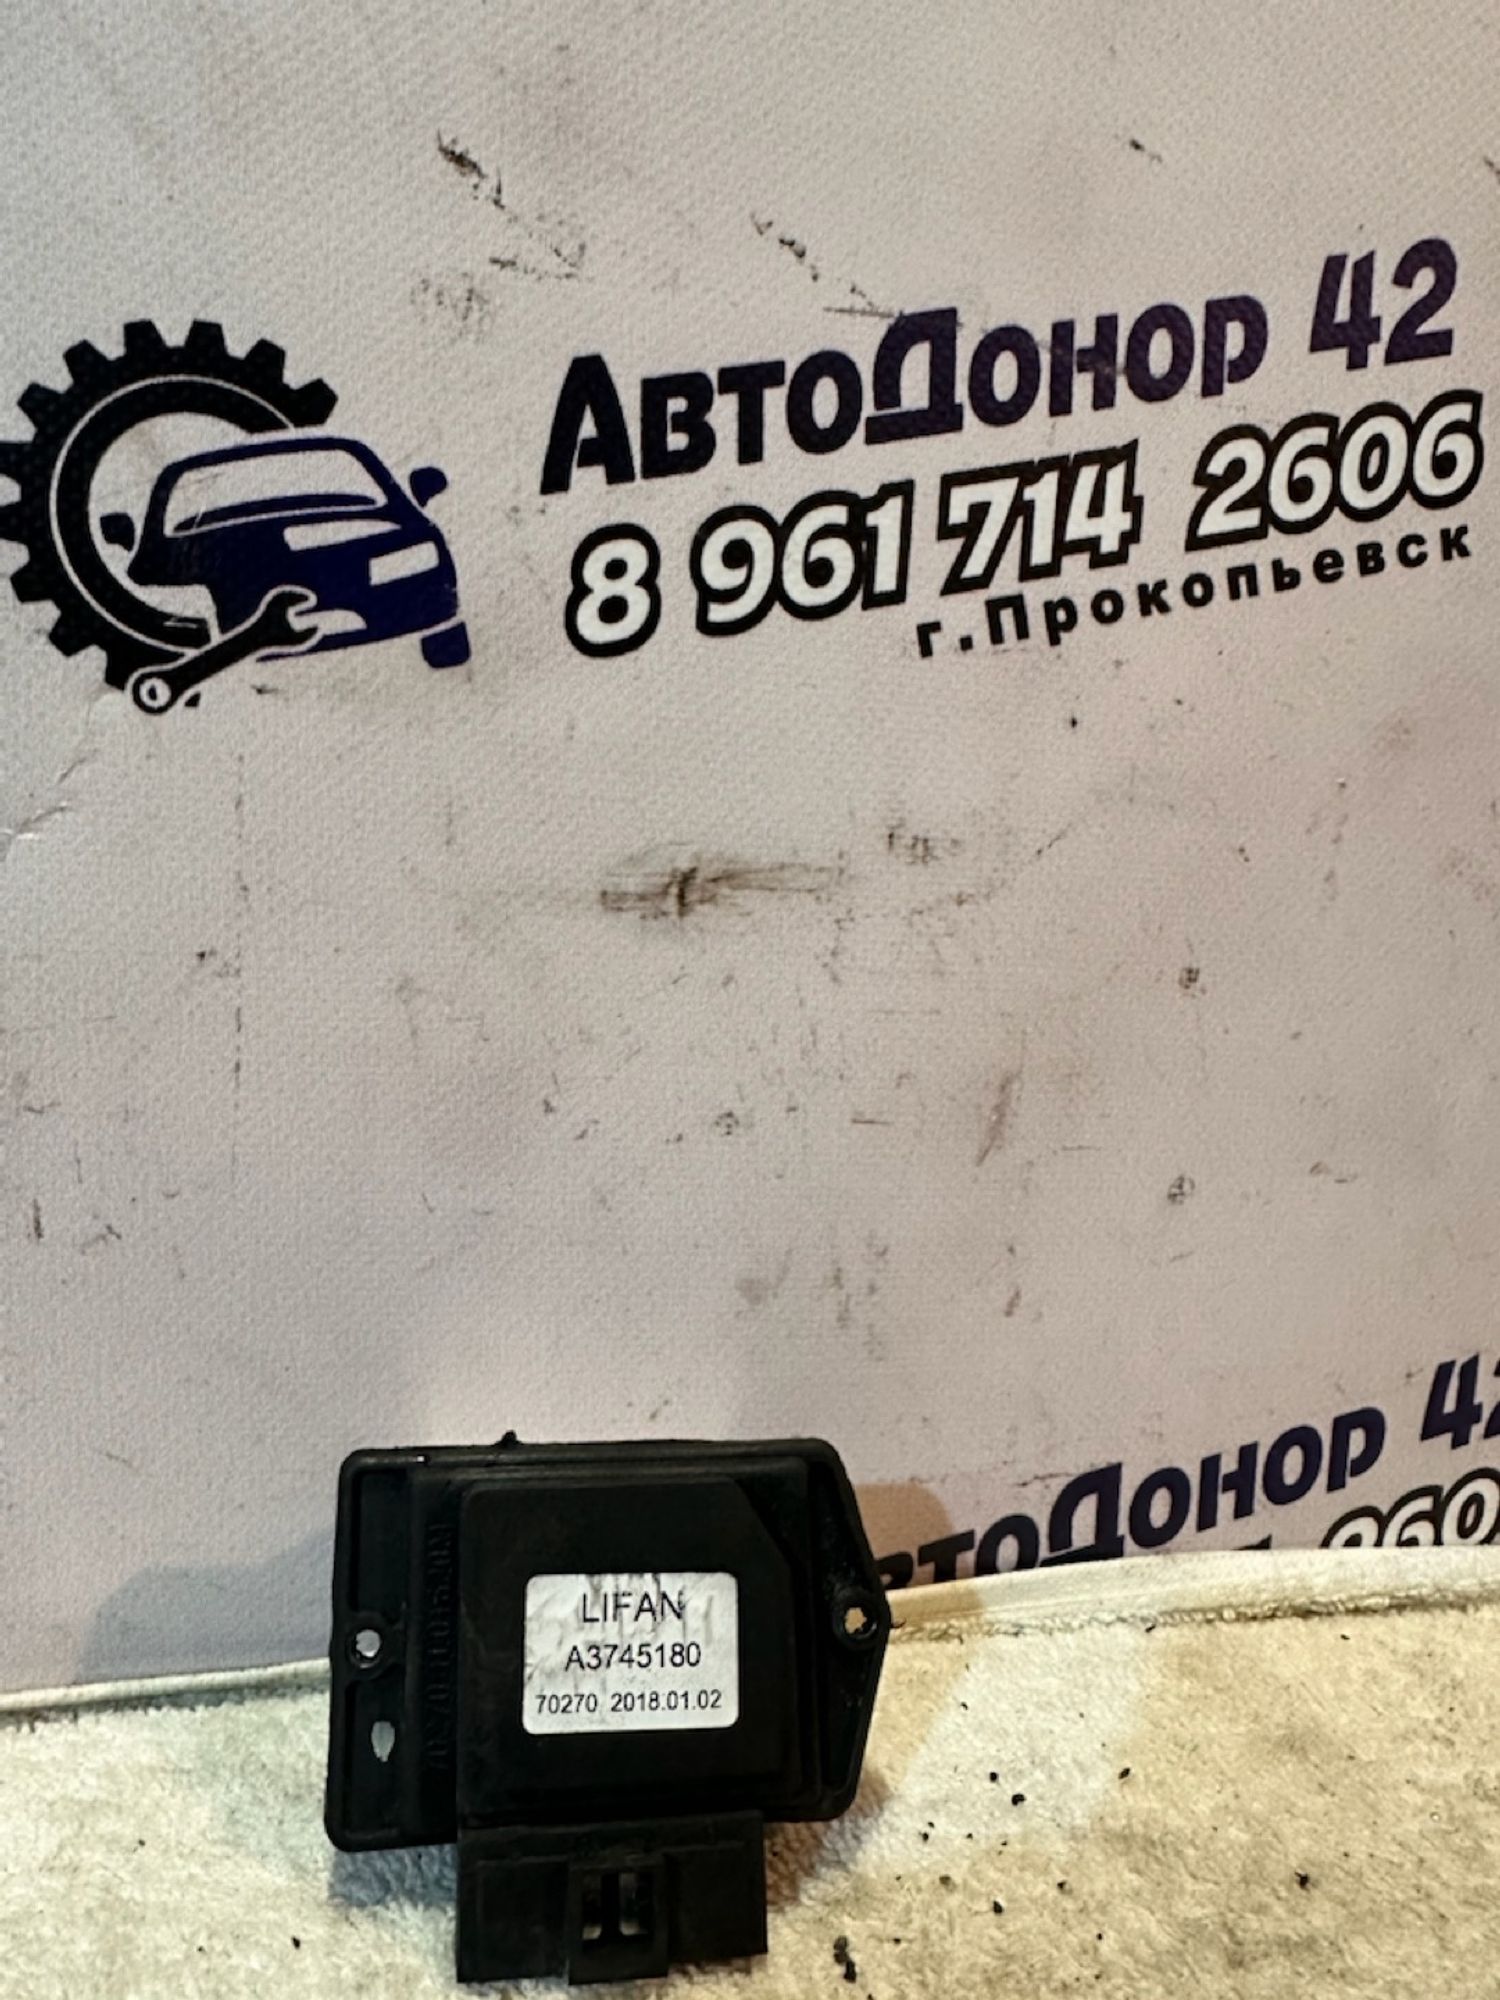 АвтоДонор 42
8 961 714 2606
г.Прокопьевск
АвтоДонор 42
LIFAN
A3745180
70270 2018.01.02